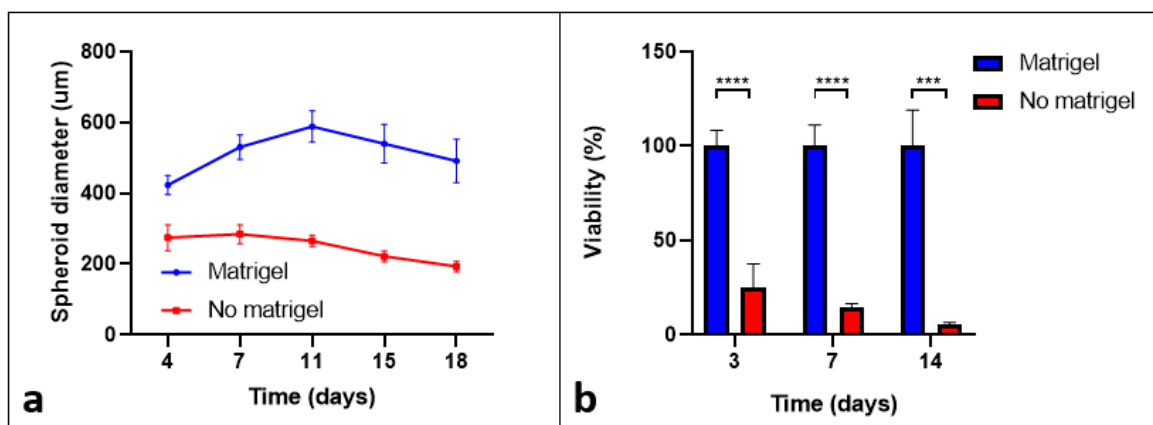 Spheroid diameter (um)
800
600
400
200
0
Matrigel
No matrigel
4 7 11 15 18
Time (days)
a
Viability (%)
150
100
50
0
**** **** ***
Matrigel
No matrigel
3 7 14
Time (days)
b